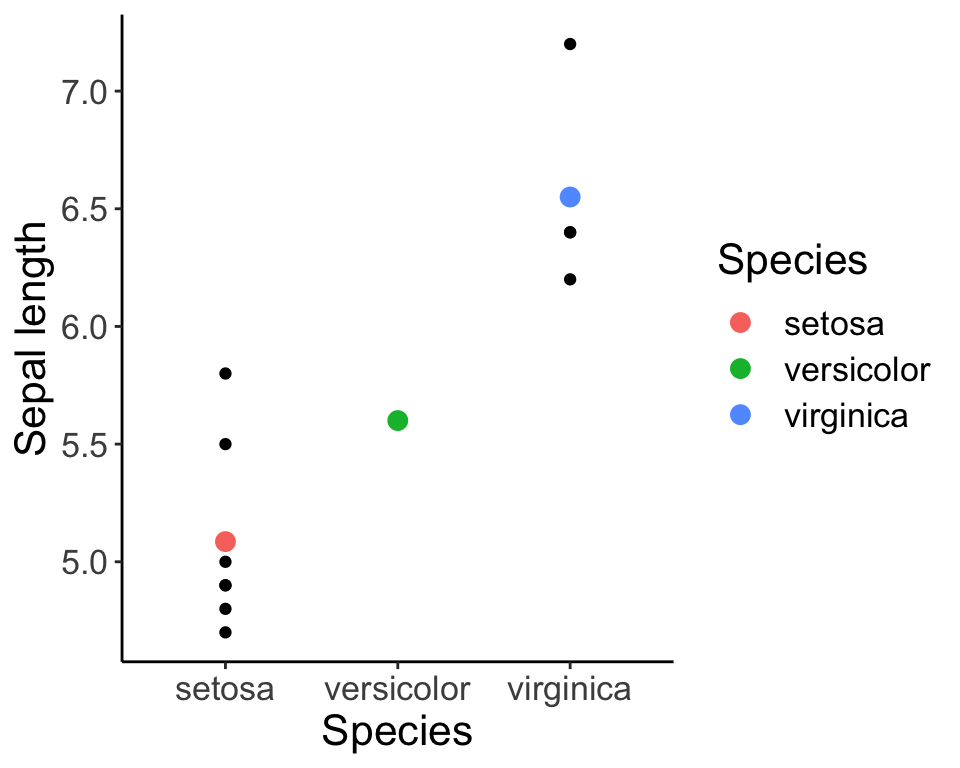 Sepal length
7.0
6.5
6.0
5.5
5.0
setosa versicolor virginica
Species
Species
setosa
versicolor
virginica